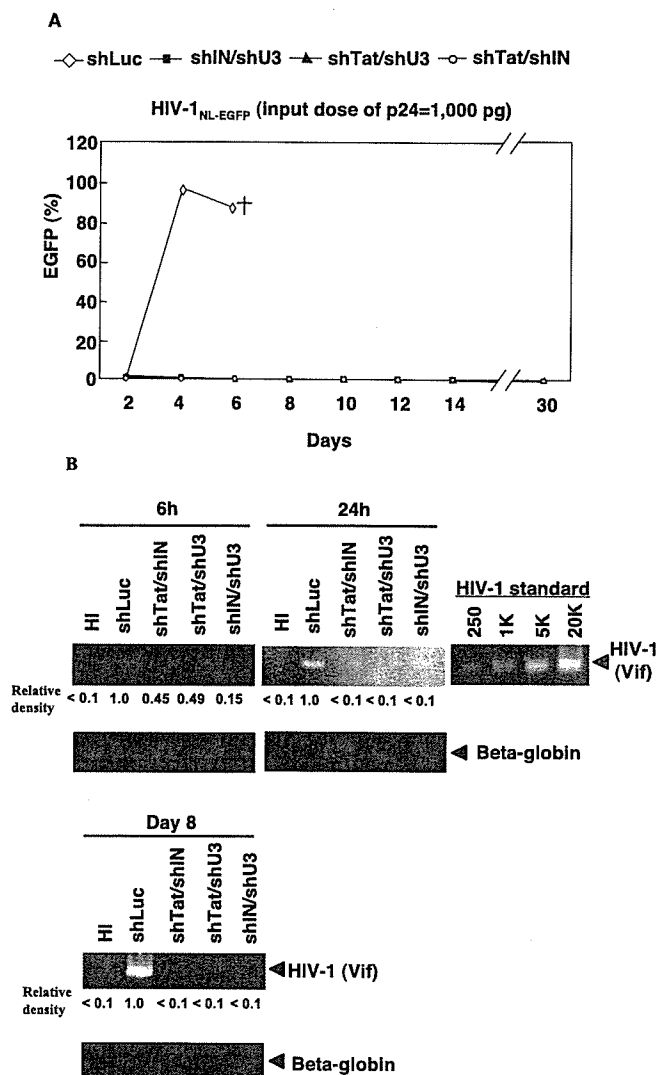 A
shLuc shIN/shU3 shTat/shU3 shTat/shIN
HIV-1NL-EGFP (input dose of p24=1,000 pg)
EGFP (%)
120
100
80
60
40
20
0
†
2 4 6 8 10 12 14 30
Days
B
6h 24h
HI shLuc shTat/shIN shTat/shU3 shIN/shU3 HI shLuc shTat/shIN shTat/shU3 shIN/shU3
HIV-1 standard
250 1K 5K 20K
HIV-1 (Vif)
Relative density < 0.1 1.0 0.45 0.49 0.15 < 0.1 1.0 < 0.1 < 0.1 < 0.1
Beta-globin
Day 8
HI shLuc shTat/shIN shTat/shU3 shIN/shU3
HIV-1 (Vif)
Relative density < 0.1 1.0 < 0.1 < 0.1 < 0.1
Beta-globin